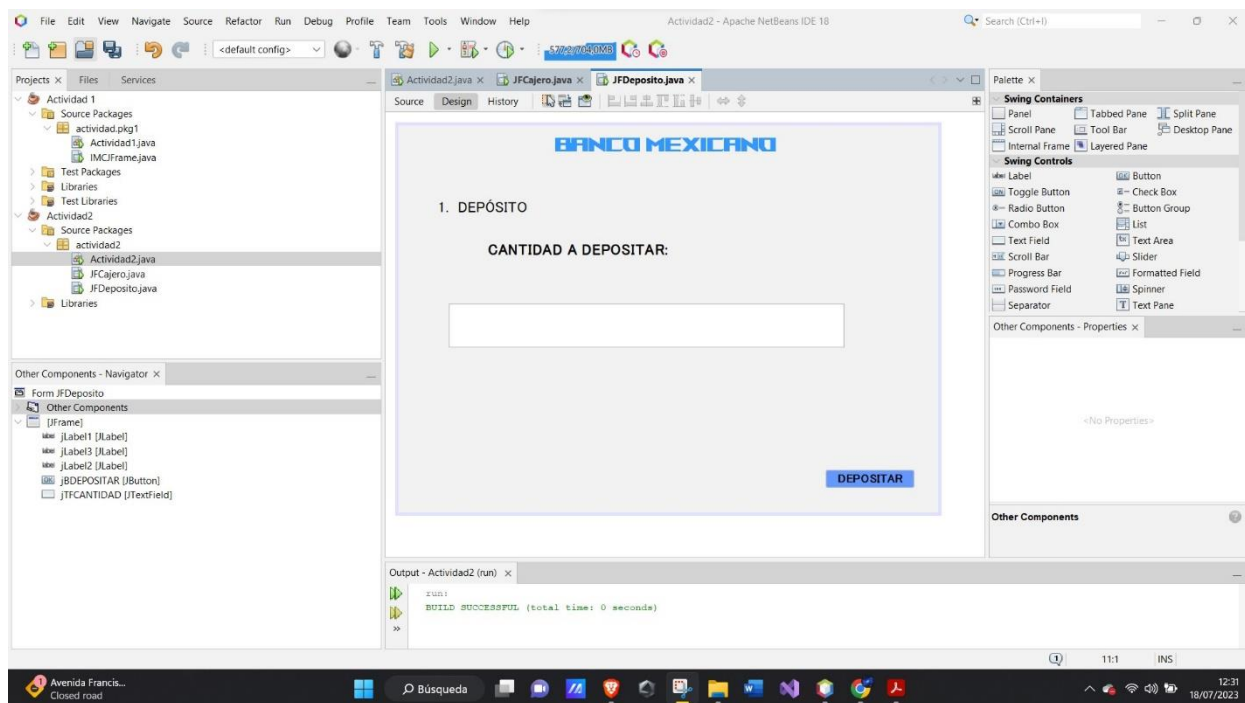 File Edit View Navigate Source Refactor Run Debug Profile Team Tools Window Help
Actividad2 - Apache NetBeans IDE 18
Search (Ctrl+I)
<default config>
577.2/704.0MB
Projects Files Services
Actividad 1
Source Packages
actividad.pkg1
Actividad1.java
IMCJFrame.java
Test Packages
Libraries
Test Libraries
Actividad2
Source Packages
actividad2
Actividad2.java
JFCajero.java
JFDeposito.java
Libraries
Other Components - Navigator
Form JFDeposito
Other Components
[JFrame]
jLabel1 [JLabel]
jLabel3 [JLabel]
jLabel2 [JLabel]
jBDEPOSITAR [JButton]
jTFCANTIDAD [JTextField]
Actividad2.java JFCajero.java JFDeposito.java
Source Design History
BANCO MEXICANO
1. DEPÓSITO
CANTIDAD A DEPOSITAR:
DEPOSITAR
Output - Actividad2 (run)
run:
BUILD SUCCESSFUL (total time: 0 seconds)
Palette
Swing Containers
Panel Tabbed Pane Split Pane
Scroll Pane Tool Bar Desktop Pane
Internal Frame Layered Pane
Swing Controls
Label Button
Toggle Button Check Box
Radio Button Button Group
Combo Box List
Text Field Text Area
Scroll Bar Slider
Progress Bar Formatted Field
Password Field Spinner
Separator Text Pane
Other Components - Properties
<No Properties>
Other Components
1 11:1 INS
Avenida Francis...
Closed road
Búsqueda
12:31
18/07/2023